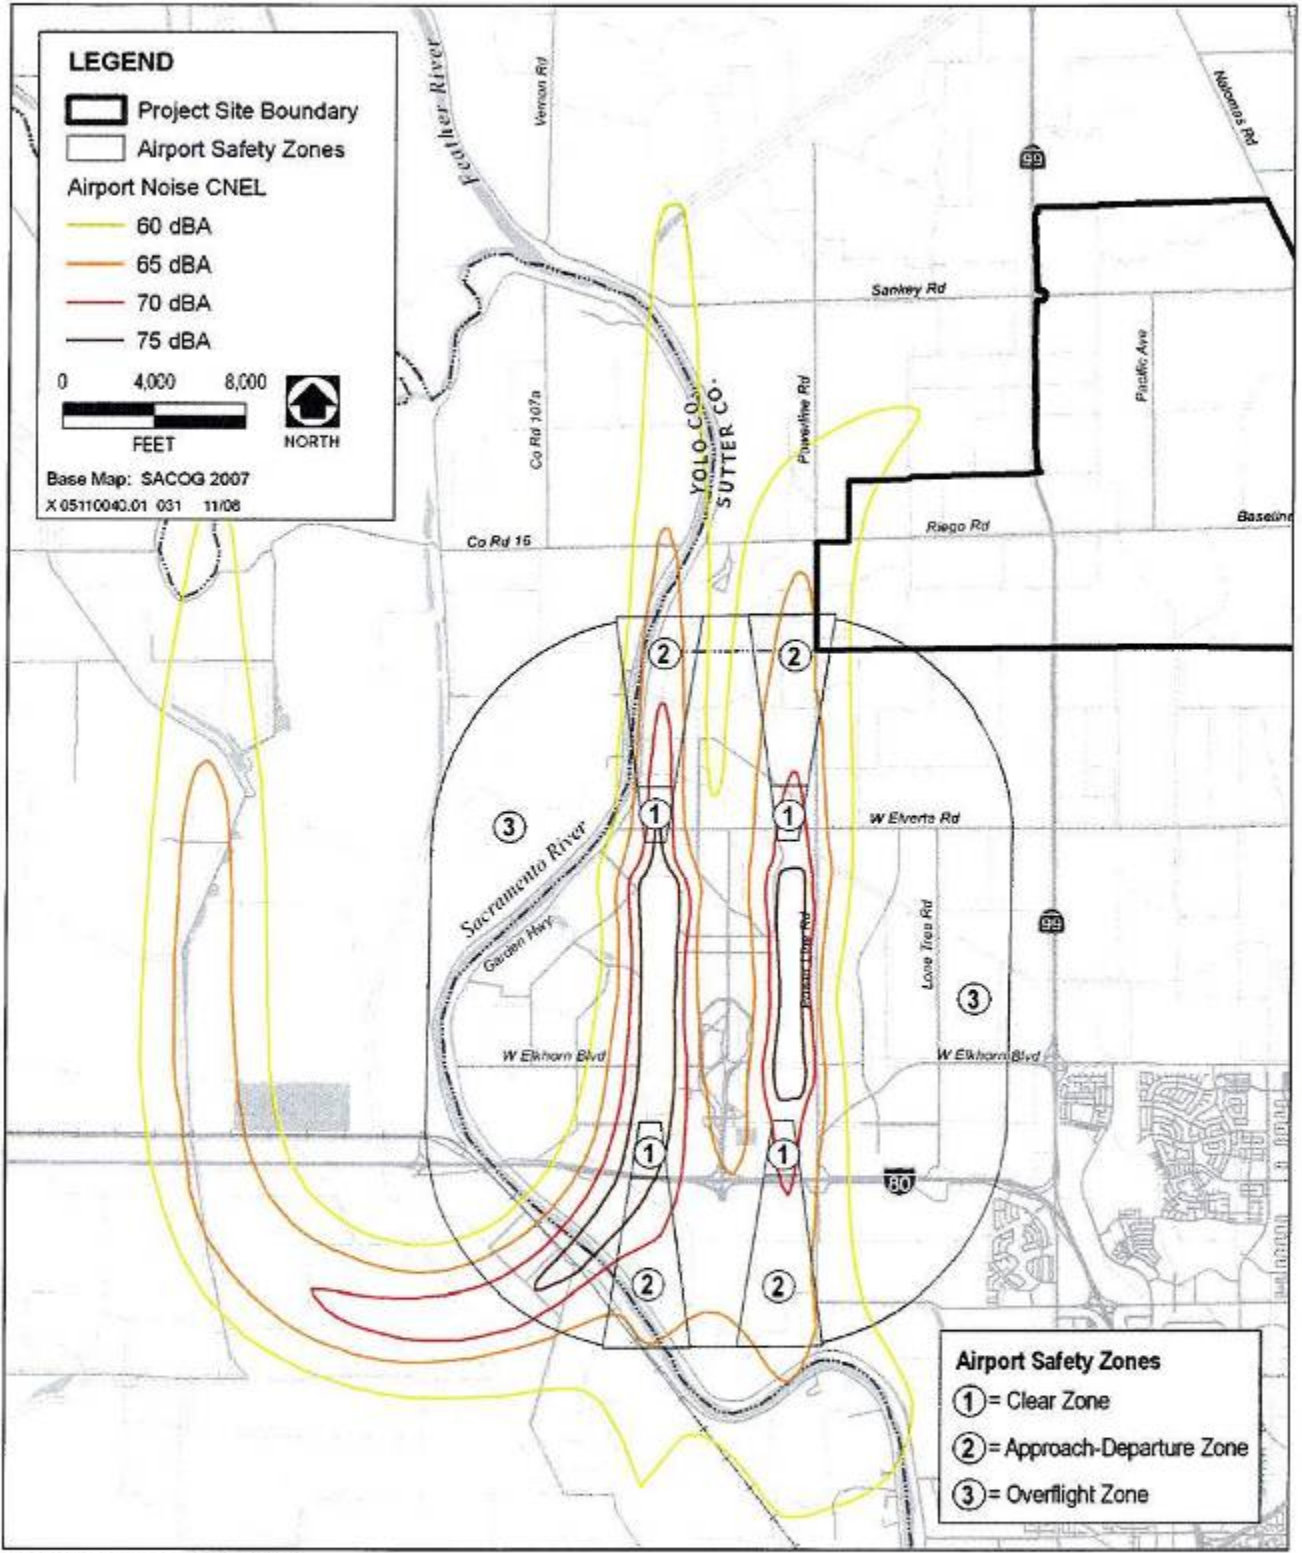 LEGEND
Project Site Boundary
Airport Safety Zones
Airport Noise CNEL
60 dBA
65 dBA
70 dBA
75 dBA
0 4,000 8,000
FEET
NORTH
Base Map: SACOG 2007
X 05110040.01 031 11/08
Feather River
Vernon Rd
99
Natomas Rd
Sankey Rd
Pacific Ave
Co Rd 107a
YOLO CO.
SUTTER CO.
Powerline Rd
Co Rd 16
Riego Rd
Baseline
2
2
3
1
1
W Elverta Rd
Sacramento River
Garden Hwy
Power Line Rd
Lone Tree Rd
99
3
W Elkhorn Blvd
W Elkhorn Blvd
1
1
80
2
2
Airport Safety Zones
1 = Clear Zone
2 = Approach-Departure Zone
3 = Overflight Zone